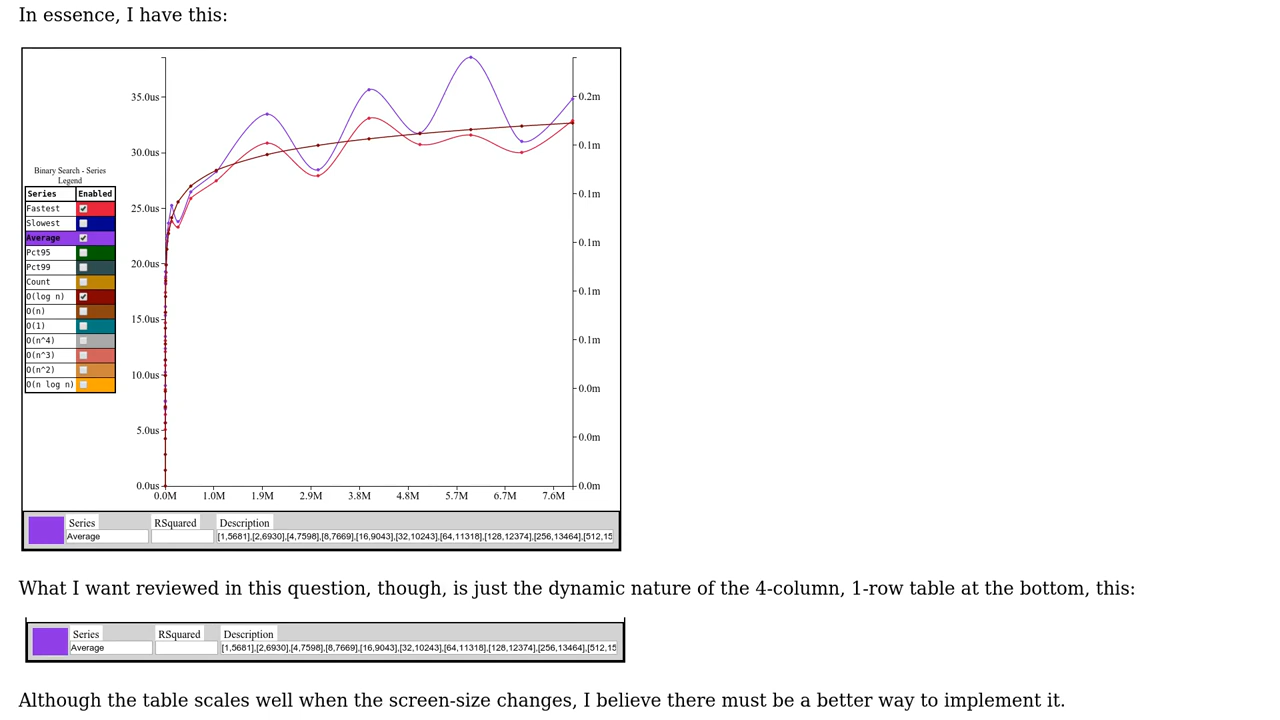 In essence, I have this:
35.0us
30.0us
25.0us
20.0us
15.0us
10.0us
5.0us
0.0us
0.2m
0.1m
0.1m
0.1m
0.1m
0.1m
0.0m
0.0m
0.0m
0.0M 1.0M 1.9M 2.9M 3.8M 4.8M 5.7M 6.7M 7.6M
Binary Search - Series
Legend
Series Enabled
Fastest
Slowest
Average
Pct95
Pct99
Count
O(log n)
O(n)
O(1)
O(n^4)
O(n^3)
O(n^2)
O(n log n)
Series RSquared Description
Average [1,5681],[2,6930],[4,7598],[8,7669],[16,9043],[32,10243],[64,11318],[128,12374],[256,13464],[512,15
What I want reviewed in this question, though, is just the dynamic nature of the 4-column, 1-row table at the bottom, this:
Series RSquared Description
Average [1,5681],[2,6930],[4,7598],[8,7669],[16,9043],[32,10243],[64,11318],[128,12374],[256,13464],[512,15
Although the table scales well when the screen-size changes, I believe there must be a better way to implement it.